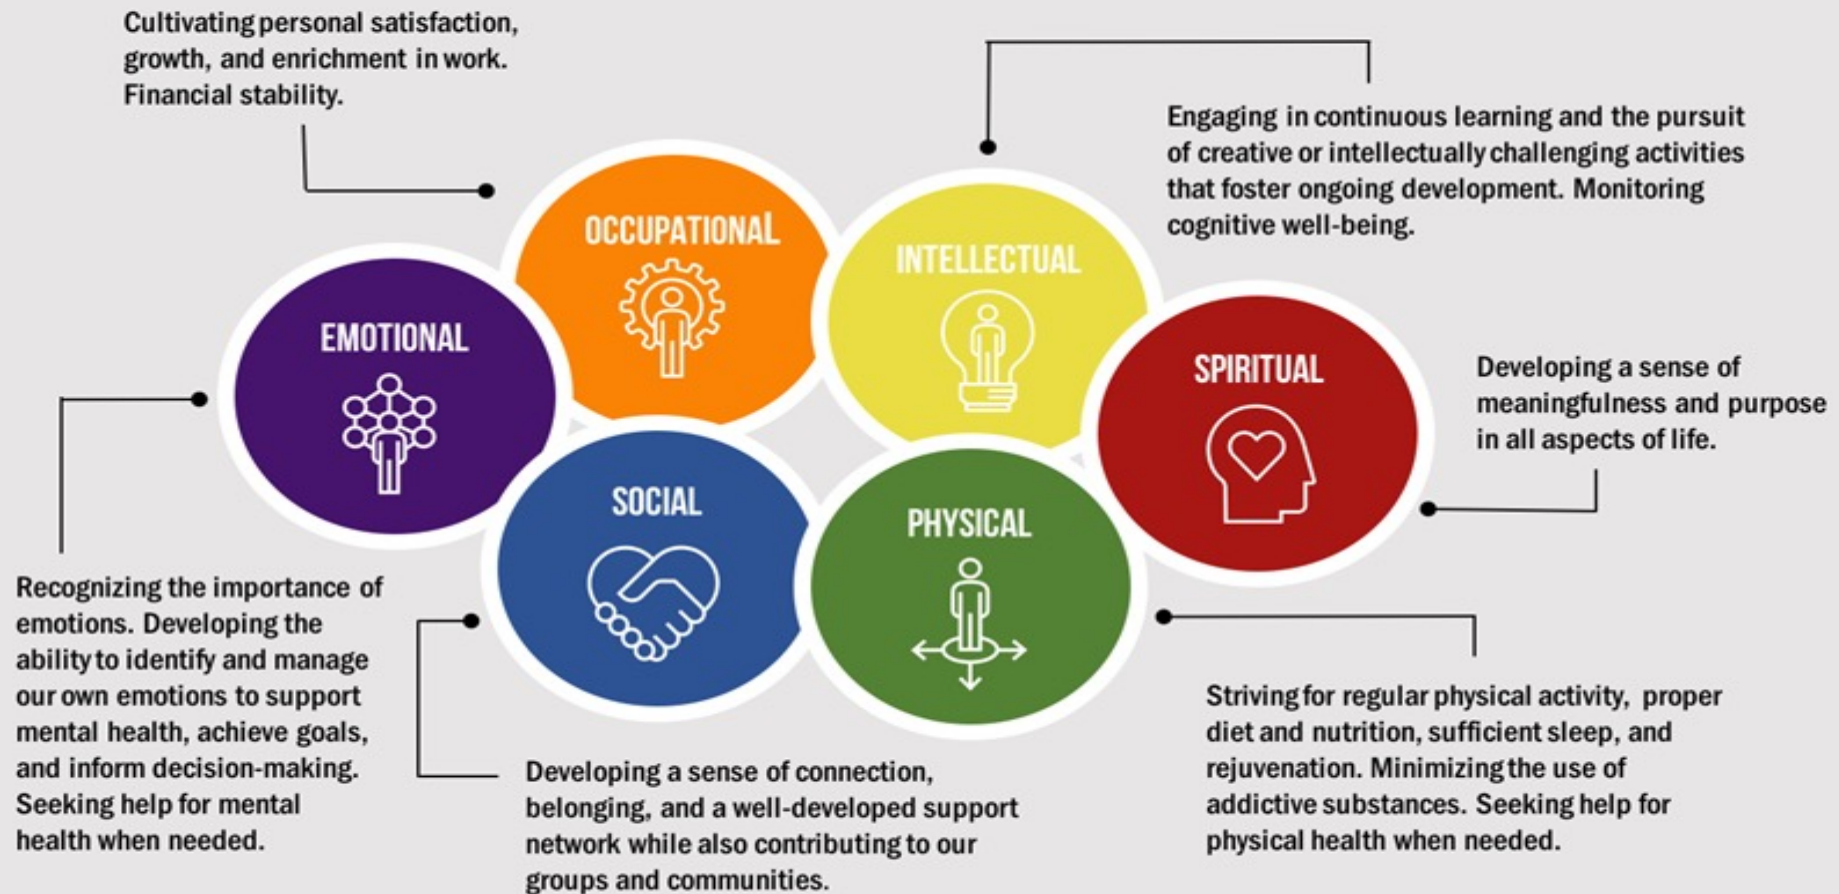 Cultivating personal satisfaction,
growth, and enrichment in work.
Financial stability.
Engaging in continuous learning and the pursuit
of creative or intellectually challenging activities
that foster ongoing development. Monitoring
cognitive well-being.
OCCUPATIONAL
INTELLECTUAL
EMOTIONAL
SPIRITUAL
Developing a sense of
meaningfulness and purpose
in all aspects of life.
SOCIAL
PHYSICAL
Recognizing the importance of
emotions. Developing the
ability to identify and manage
our own emotions to support
mental health, achieve goals,
and inform decision-making.
Seeking help for mental
health when needed.
Developing a sense of connection,
belonging, and a well-developed support
network while also contributing to our
groups and communities.
Striving for regular physical activity, proper
diet and nutrition, sufficient sleep, and
rejuvenation. Minimizing the use of
addictive substances. Seeking help for
physical health when needed.